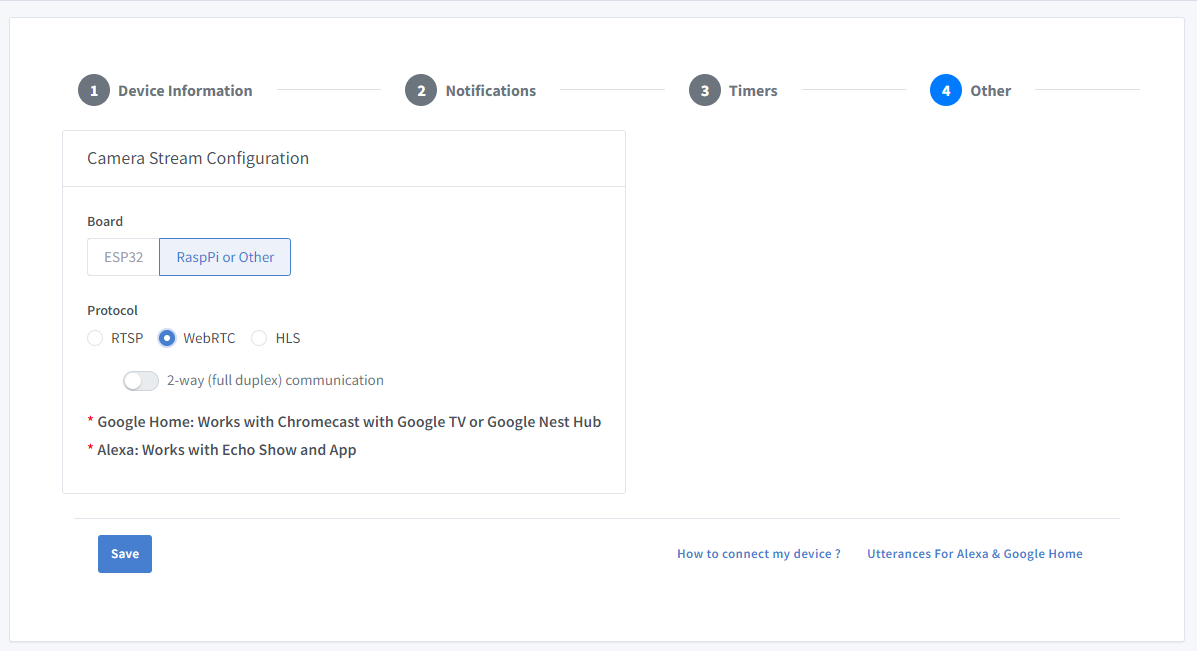 1 Device Information 2 Notifications 3 Timers 4 Other
Camera Stream Configuration
Board
ESP32 RaspPi or Other
Protocol
RTSP WebRTC HLS
2-way (full duplex) communication
* Google Home: Works with Chromecast with Google TV or Google Nest Hub
* Alexa: Works with Echo Show and App
Save How to connect my device ? Utterances For Alexa & Google Home